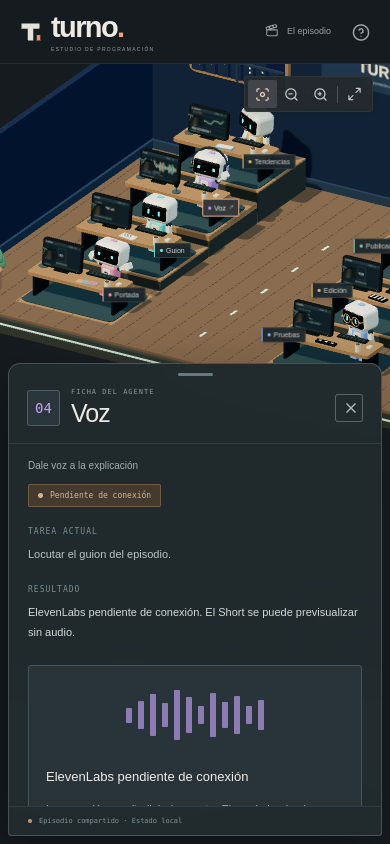 turno.
ESTUDIO DE PROGRAMACIÓN
El episodio
TUR
Tendencias
Voz
Guion
Publica
Edición
Portada
Pruebas
04
FICHA DEL AGENTE
Voz
Dale voz a la explicación
Pendiente de conexión
TAREA ACTUAL
Locutar el guion del episodio.
RESULTADO
ElevenLabs pendiente de conexión. El Short se puede previsualizar
sin audio.
ElevenLabs pendiente de conexión
Episodio compartido · Estado local